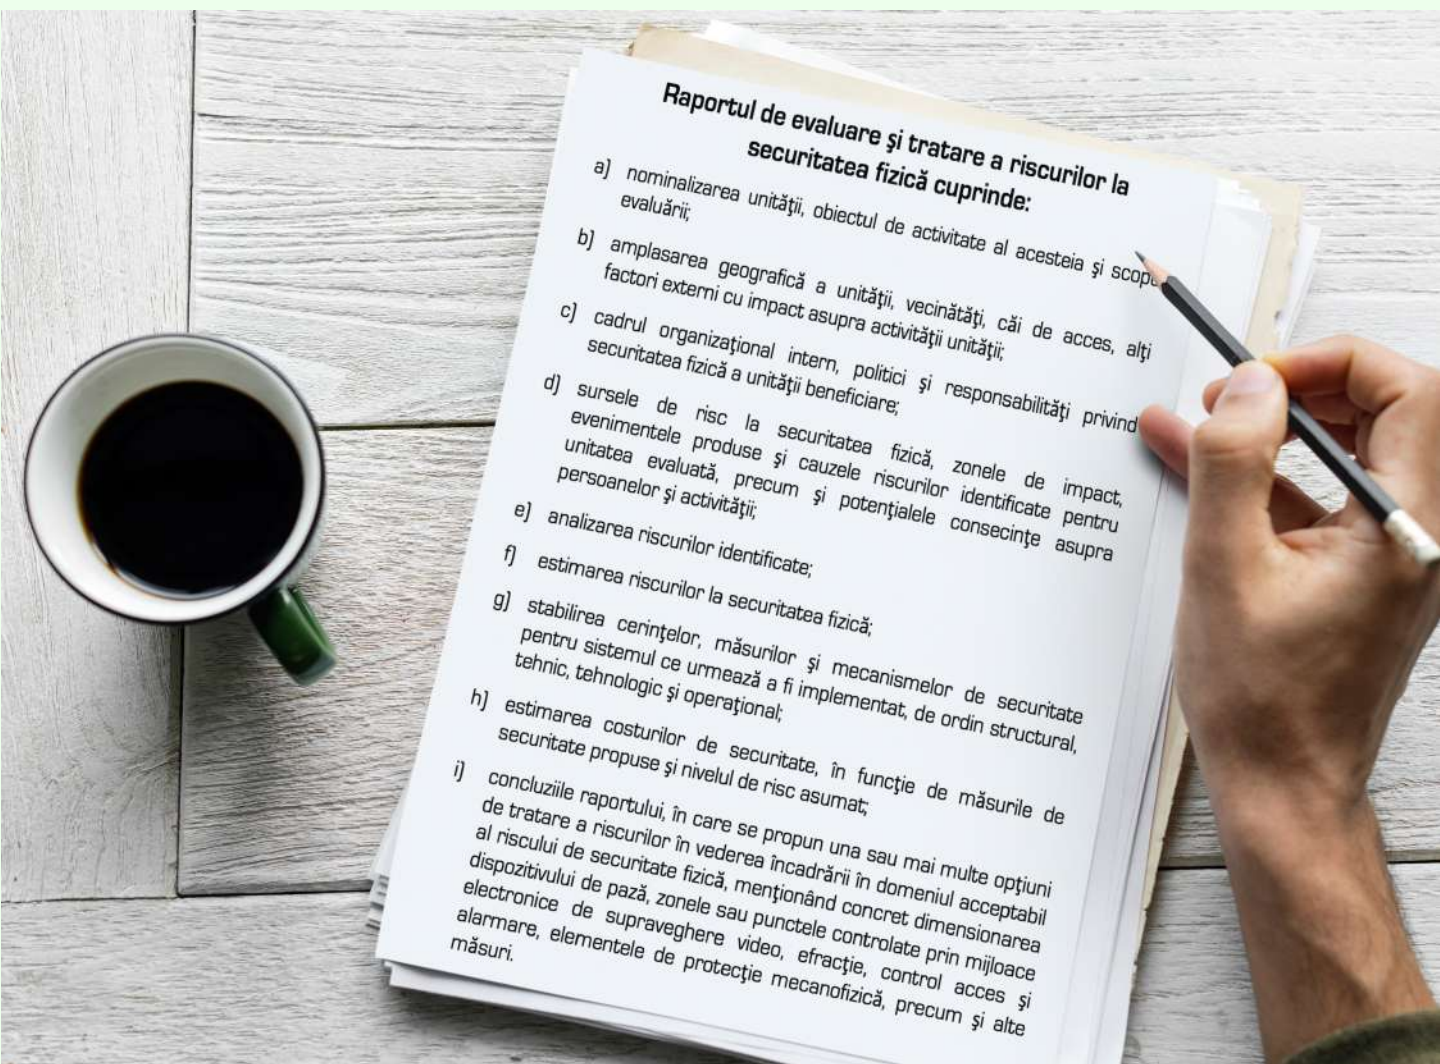 Raportul de evaluare şi tratare a riscurilor la
securitatea fizică cuprinde:
a) nominalizarea unităţii, obiectul de activitate al acesteia şi
evaluării;
b) amplasarea geografică a unităţii, vecinătăţi, căi de acces, alţi
factori externi cu impact asupra activităţii unităţii;
c) cadrul organizaţional intern, politici şi responsabilităţi privind
securitatea fizică a unităţii beneficiare;
d) sursele de risc la securitatea fizică, zonele de impact,
evenimentele produse şi cauzele riscurilor identificate pentru
unitatea evaluată, precum şi potenţialele consecinţe asupra
persoanelor şi activităţii;
e) analizarea riscurilor identificate;
f) estimarea riscurilor la securitatea fizică;
g) stabilirea cerinţelor, măsurilor şi mecanismelor de securitate
pentru sistemul ce urmează a fi implementat, de ordin structural,
tehnic, tehnologic şi operaţional;
h) estimarea costurilor de securitate, în funcţie de măsurile de
securitate propuse şi nivelul de risc asumat;
i) concluziile raportului, în care se propun una sau mai multe opţiuni
de tratare a riscurilor în vederea încadrării în domeniul acceptabil
al riscului de securitate fizică, menţionând concret dimensionarea
dispozitivului de pază, zonele sau punctele controlate prin mijloace
electronice de supraveghere video, efracţie, control acces şi
alarmare, elementele de protecţie mecanofizică, precum şi alte
măsuri.